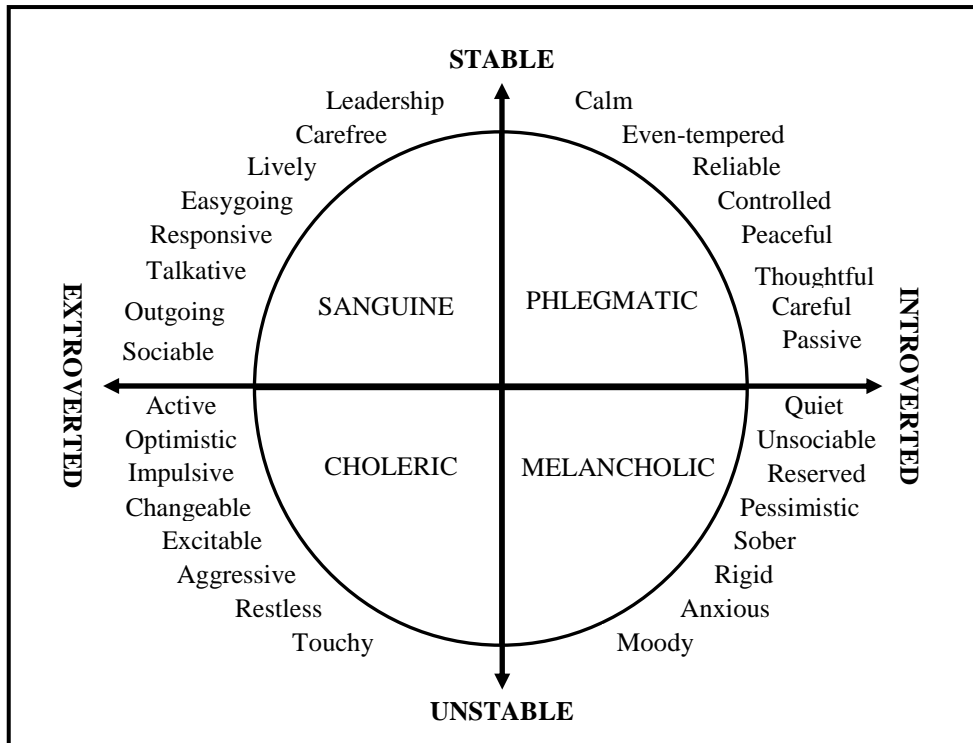 STABLE
Leadership
Calm
Carefree
Even-tempered
Lively
Reliable
Easygoing
Controlled
Responsive
Peaceful
Talkative
Thoughtful
Outgoing
Careful
Sociable
Passive
SANGUINE
PHLEGMATIC
EXTROVERTED
INTROVERTED
Active
Quiet
Optimistic
Unsociable
Impulsive
Reserved
CHOLERIC
MELANCHOLIC
Changeable
Pessimistic
Excitable
Sober
Aggressive
Rigid
Restless
Anxious
Touchy
Moody
UNSTABLE